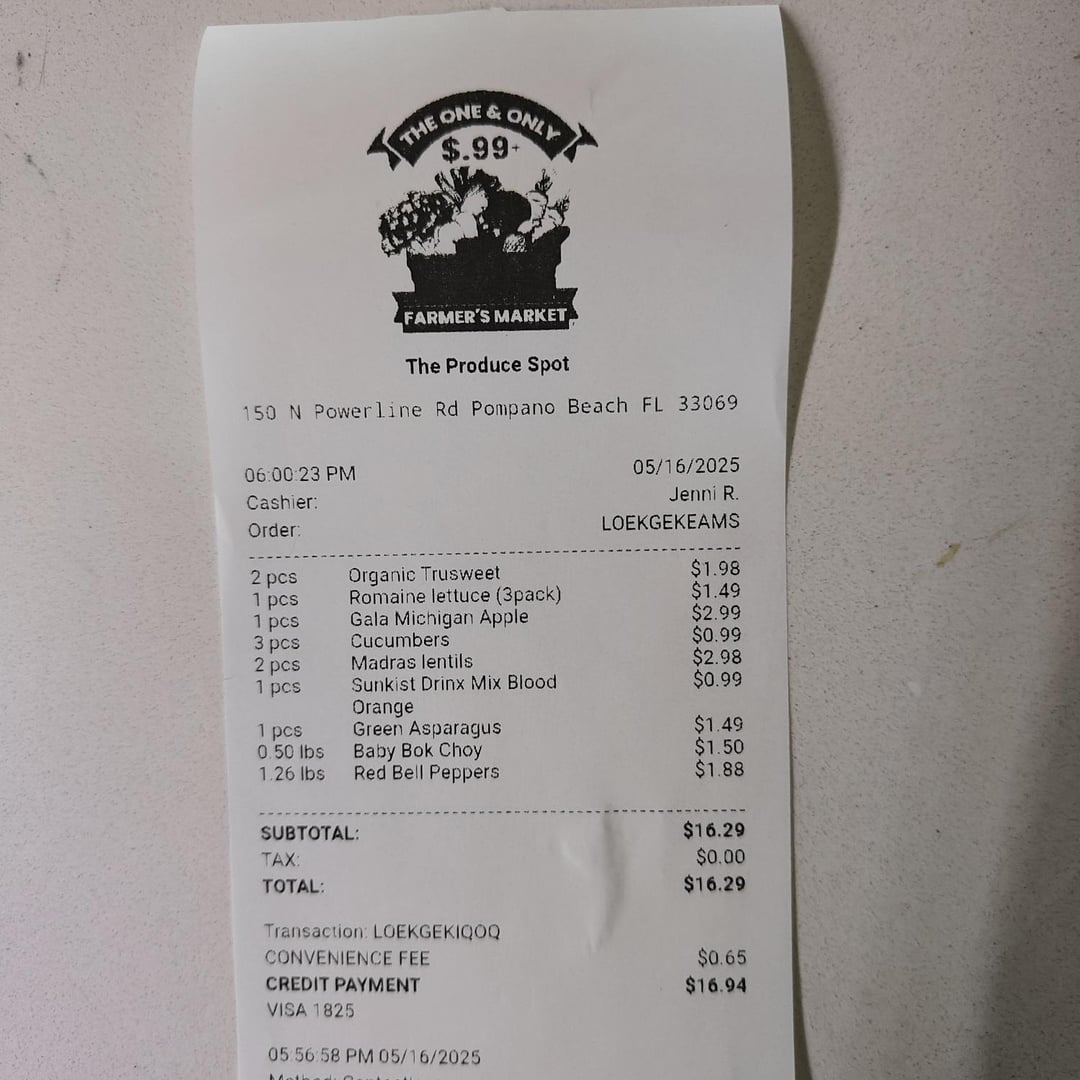 THE ONE & ONLY
$.99+
FARMER'S MARKET
The Produce Spot
150 N Powerline Rd Pompano Beach FL 33069
06:00:23 PM 05/16/2025
Cashier: Jenni R.
Order: LOEKGEKEAMS
2 pcs Organic Trusweet $1.98
1 pcs Romaine lettuce (3pack) $1.49
1 pcs Gala Michigan Apple $2.99
3 pcs Cucumbers $0.99
2 pcs Madras lentils $2.98
1 pcs Sunkist Drinx Mix Blood $0.99
Orange
1 pcs Green Asparagus $1.49
0.50 lbs Baby Bok Choy $1.50
1.26 lbs Red Bell Peppers $1.88
SUBTOTAL: $16.29
TAX: $0.00
TOTAL: $16.29
Transaction: LOEKGEKIQOQ
CONVENIENCE FEE $0.65
CREDIT PAYMENT $16.94
VISA 1825
05:56:58 PM 05/16/2025